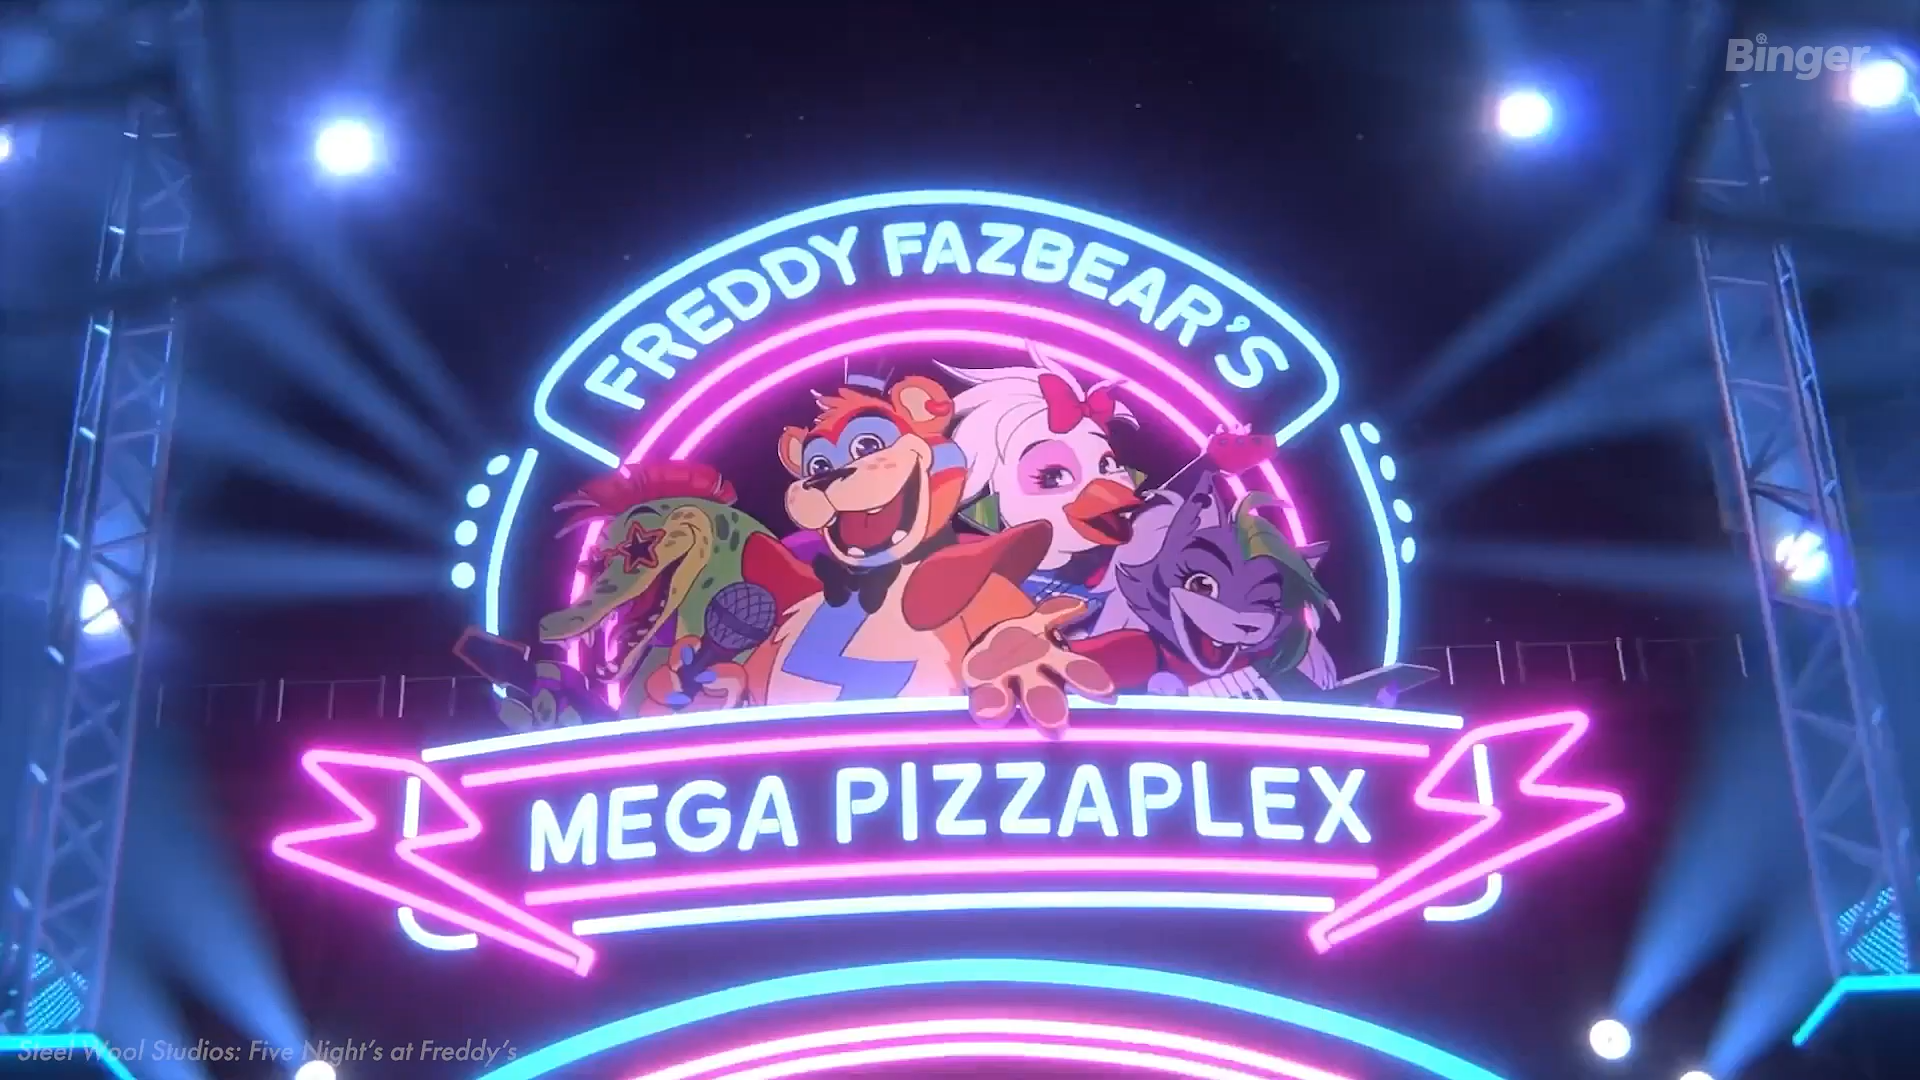 Binger
FREDDY FAZBEAR'S
MEGA PIZZAPLEX
Steel Wool Studios: Five Night's at Freddy's